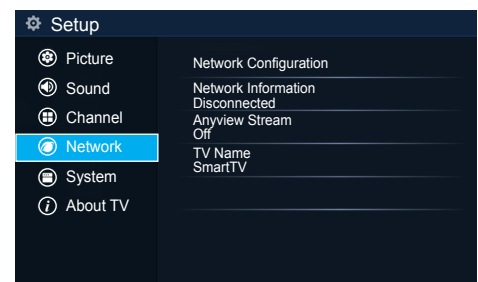 Setup
Picture
Sound
Channel
Network
System
About TV
Network Configuration
Network Information
Disconnected
Anyview Stream
Off
TV Name
SmartTV